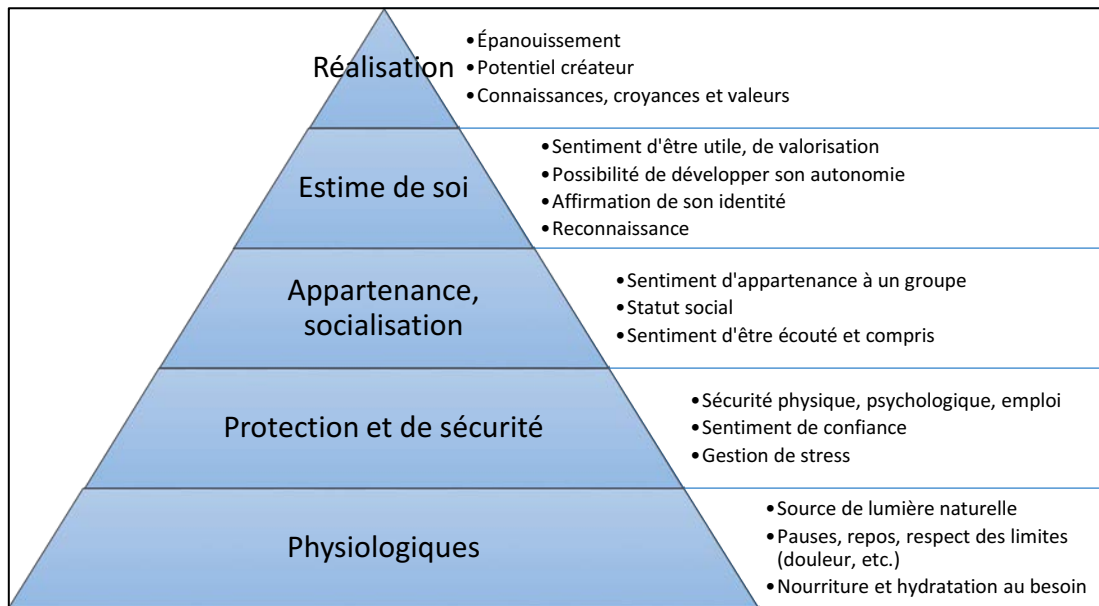 Réalisation
•Épanouissement
•Potentiel créateur
•Connaissances, croyances et valeurs
Estime de soi
•Sentiment d'être utile, de valorisation
•Possibilité de développer son autonomie
•Affirmation de son identité
•Reconnaissance
Appartenance,
socialisation
•Sentiment d'appartenance à un groupe
•Statut social
•Sentiment d'être écouté et compris
Protection et de sécurité
•Sécurité physique, psychologique, emploi
•Sentiment de confiance
•Gestion de stress
Physiologiques
•Source de lumière naturelle
•Pauses, repos, respect des limites
(douleur, etc.)
•Nourriture et hydratation au besoin